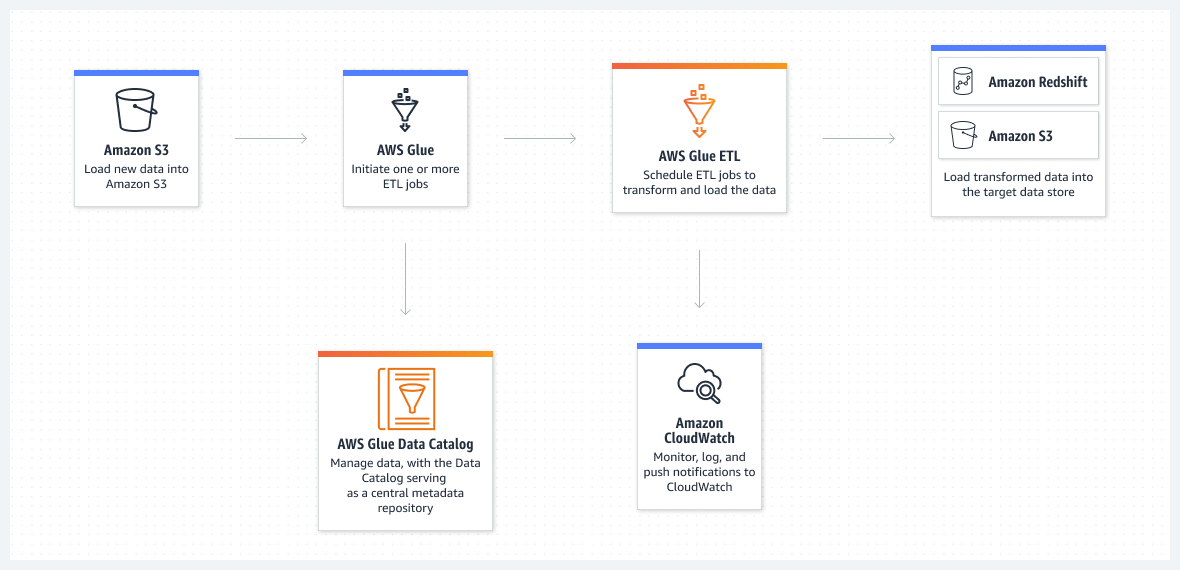 Amazon S3
Load new data into
Amazon S3
AWS Glue
Initiate one or more
ETL jobs
AWS Glue ETL
Schedule ETL jobs to
transform and load the data
Amazon Redshift
Amazon S3
Load transformed data into
the target data store
AWS Glue Data Catalog
Manage data, with the Data
Catalog serving
as a central metadata
repository
Amazon
CloudWatch
Monitor, log, and
push notifications to
CloudWatch